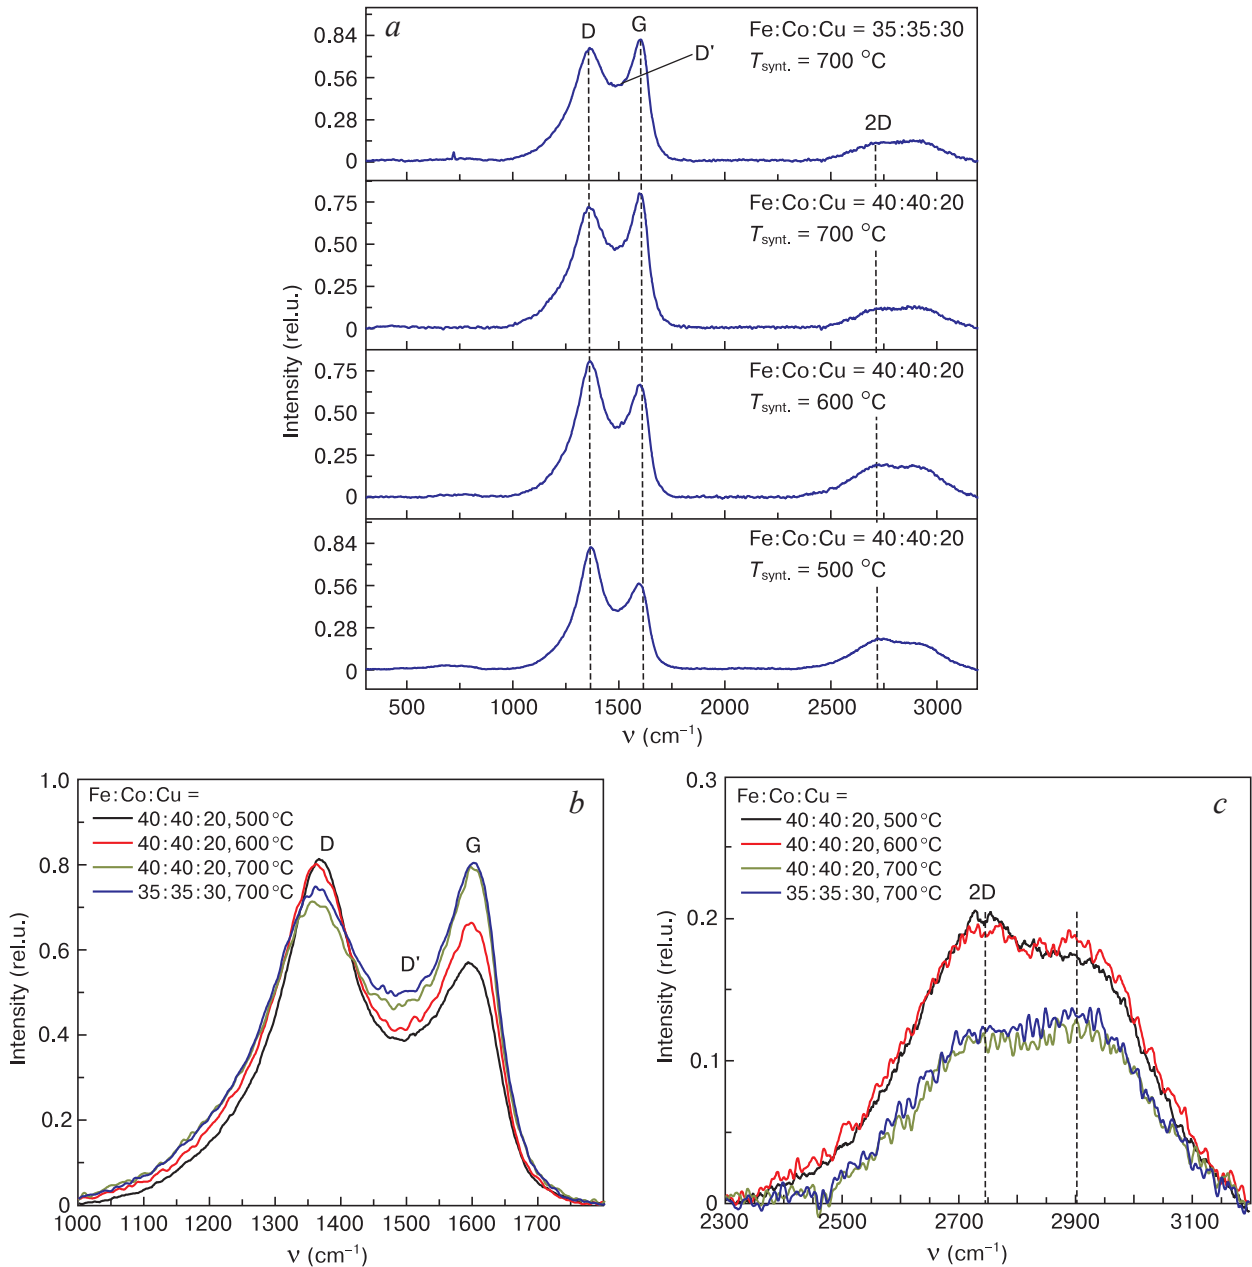 a
D
G
D'
2D
Fe:Co:Cu = 35:35:30
Tsynt. = 700 °C
0.84
0.56
0.28
0
Fe:Co:Cu = 40:40:20
Tsynt. = 700 °C
0.75
0.50
0.25
0
Fe:Co:Cu = 40:40:20
Tsynt. = 600 °C
0.75
0.50
0.25
0
Fe:Co:Cu = 40:40:20
Tsynt. = 500 °C
0.84
0.56
0.28
0
Intensity (rel.u.)
500 1000 1500 2000 2500 3000
ν (cm⁻¹)
b
Fe:Co:Cu =
40:40:20, 500 °C
40:40:20, 600 °C
40:40:20, 700 °C
35:35:30, 700 °C
D
G
D'
1.0
0.8
0.6
0.4
0.2
0
Intensity (rel.u.)
1000 1100 1200 1300 1400 1500 1600 1700
ν (cm⁻¹)
c
Fe:Co:Cu =
40:40:20, 500 °C
40:40:20, 600 °C
40:40:20, 700 °C
35:35:30, 700 °C
2D
0.3
0.2
0.1
0
Intensity (rel.u.)
2300 2500 2700 2900 3100
ν (cm⁻¹)